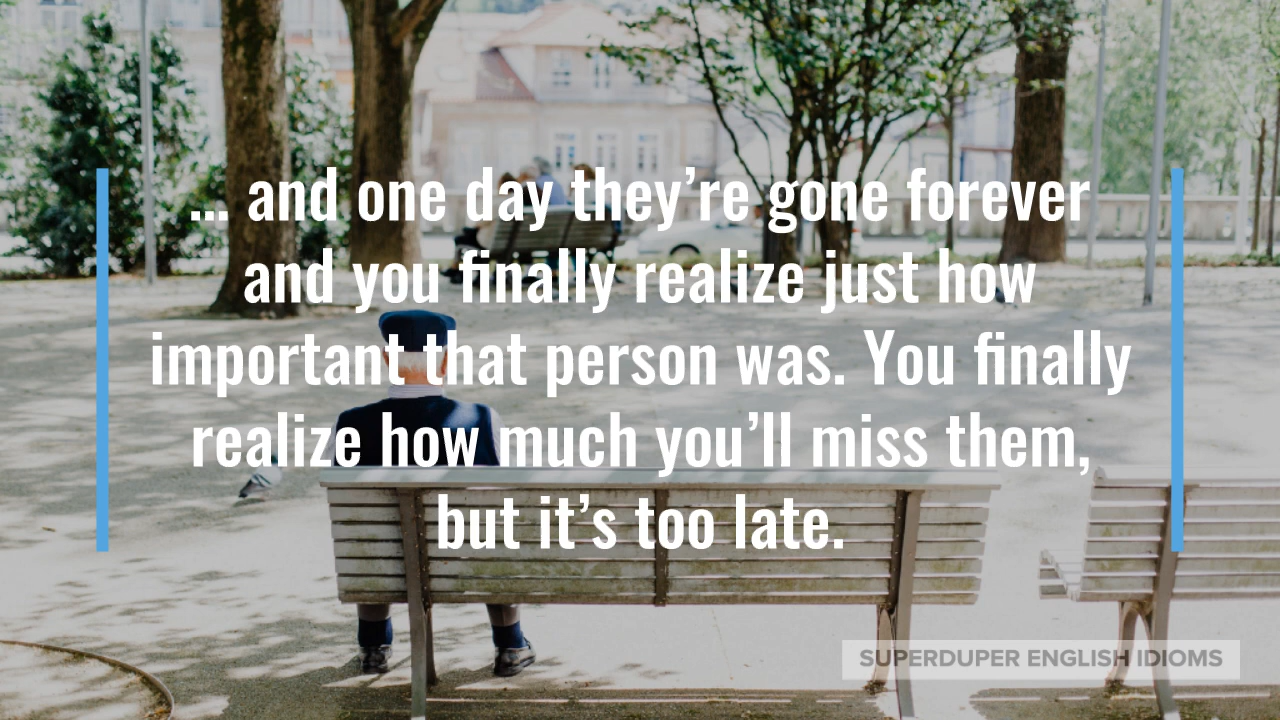 ... and one day they’re gone forever
and you finally realize just how
important that person was. You finally
realize how much you’ll miss them,
but it’s too late.
SUPERDUPER ENGLISH IDIOMS